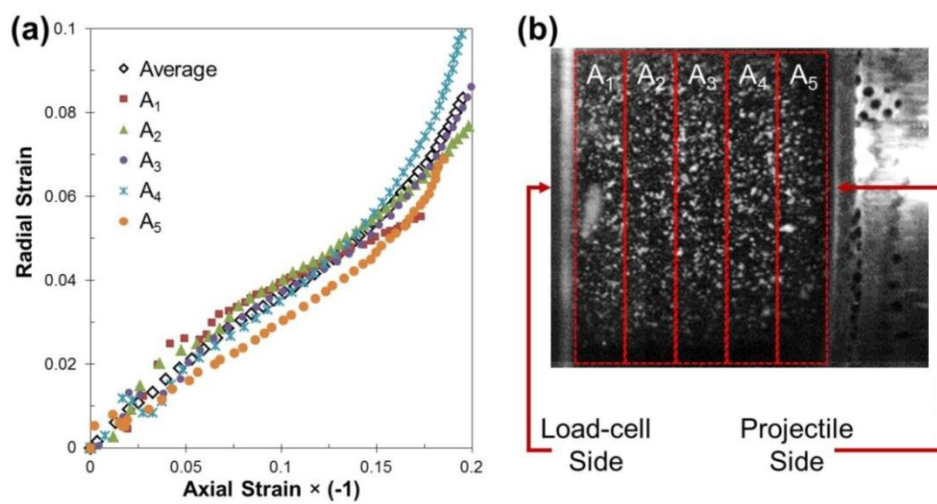 (a)
0.1
0.08
0.06
0.04
0.02
0
Radial Strain
Average
A₁
A₂
A₃
A₄
A₅
0
0.05
0.1
0.15
0.2
Axial Strain × (-1)
(b)
A₁ A₂ A₃ A₄ A₅
Load-cell
Side
Projectile
Side